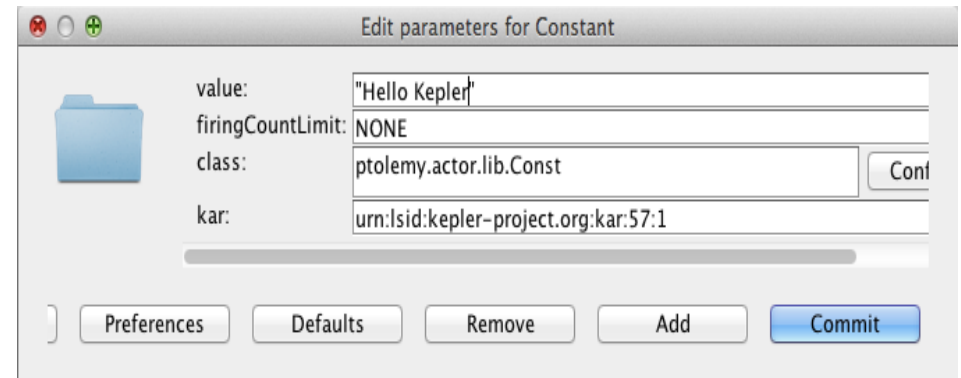 Edit parameters for Constant
value: "Hello Kepler"
firingCountLimit: NONE
class: ptolemy.actor.lib.Const
Conf
kar: urn:lsid:kepler-project.org:kar:57:1
Preferences Defaults Remove Add Commit